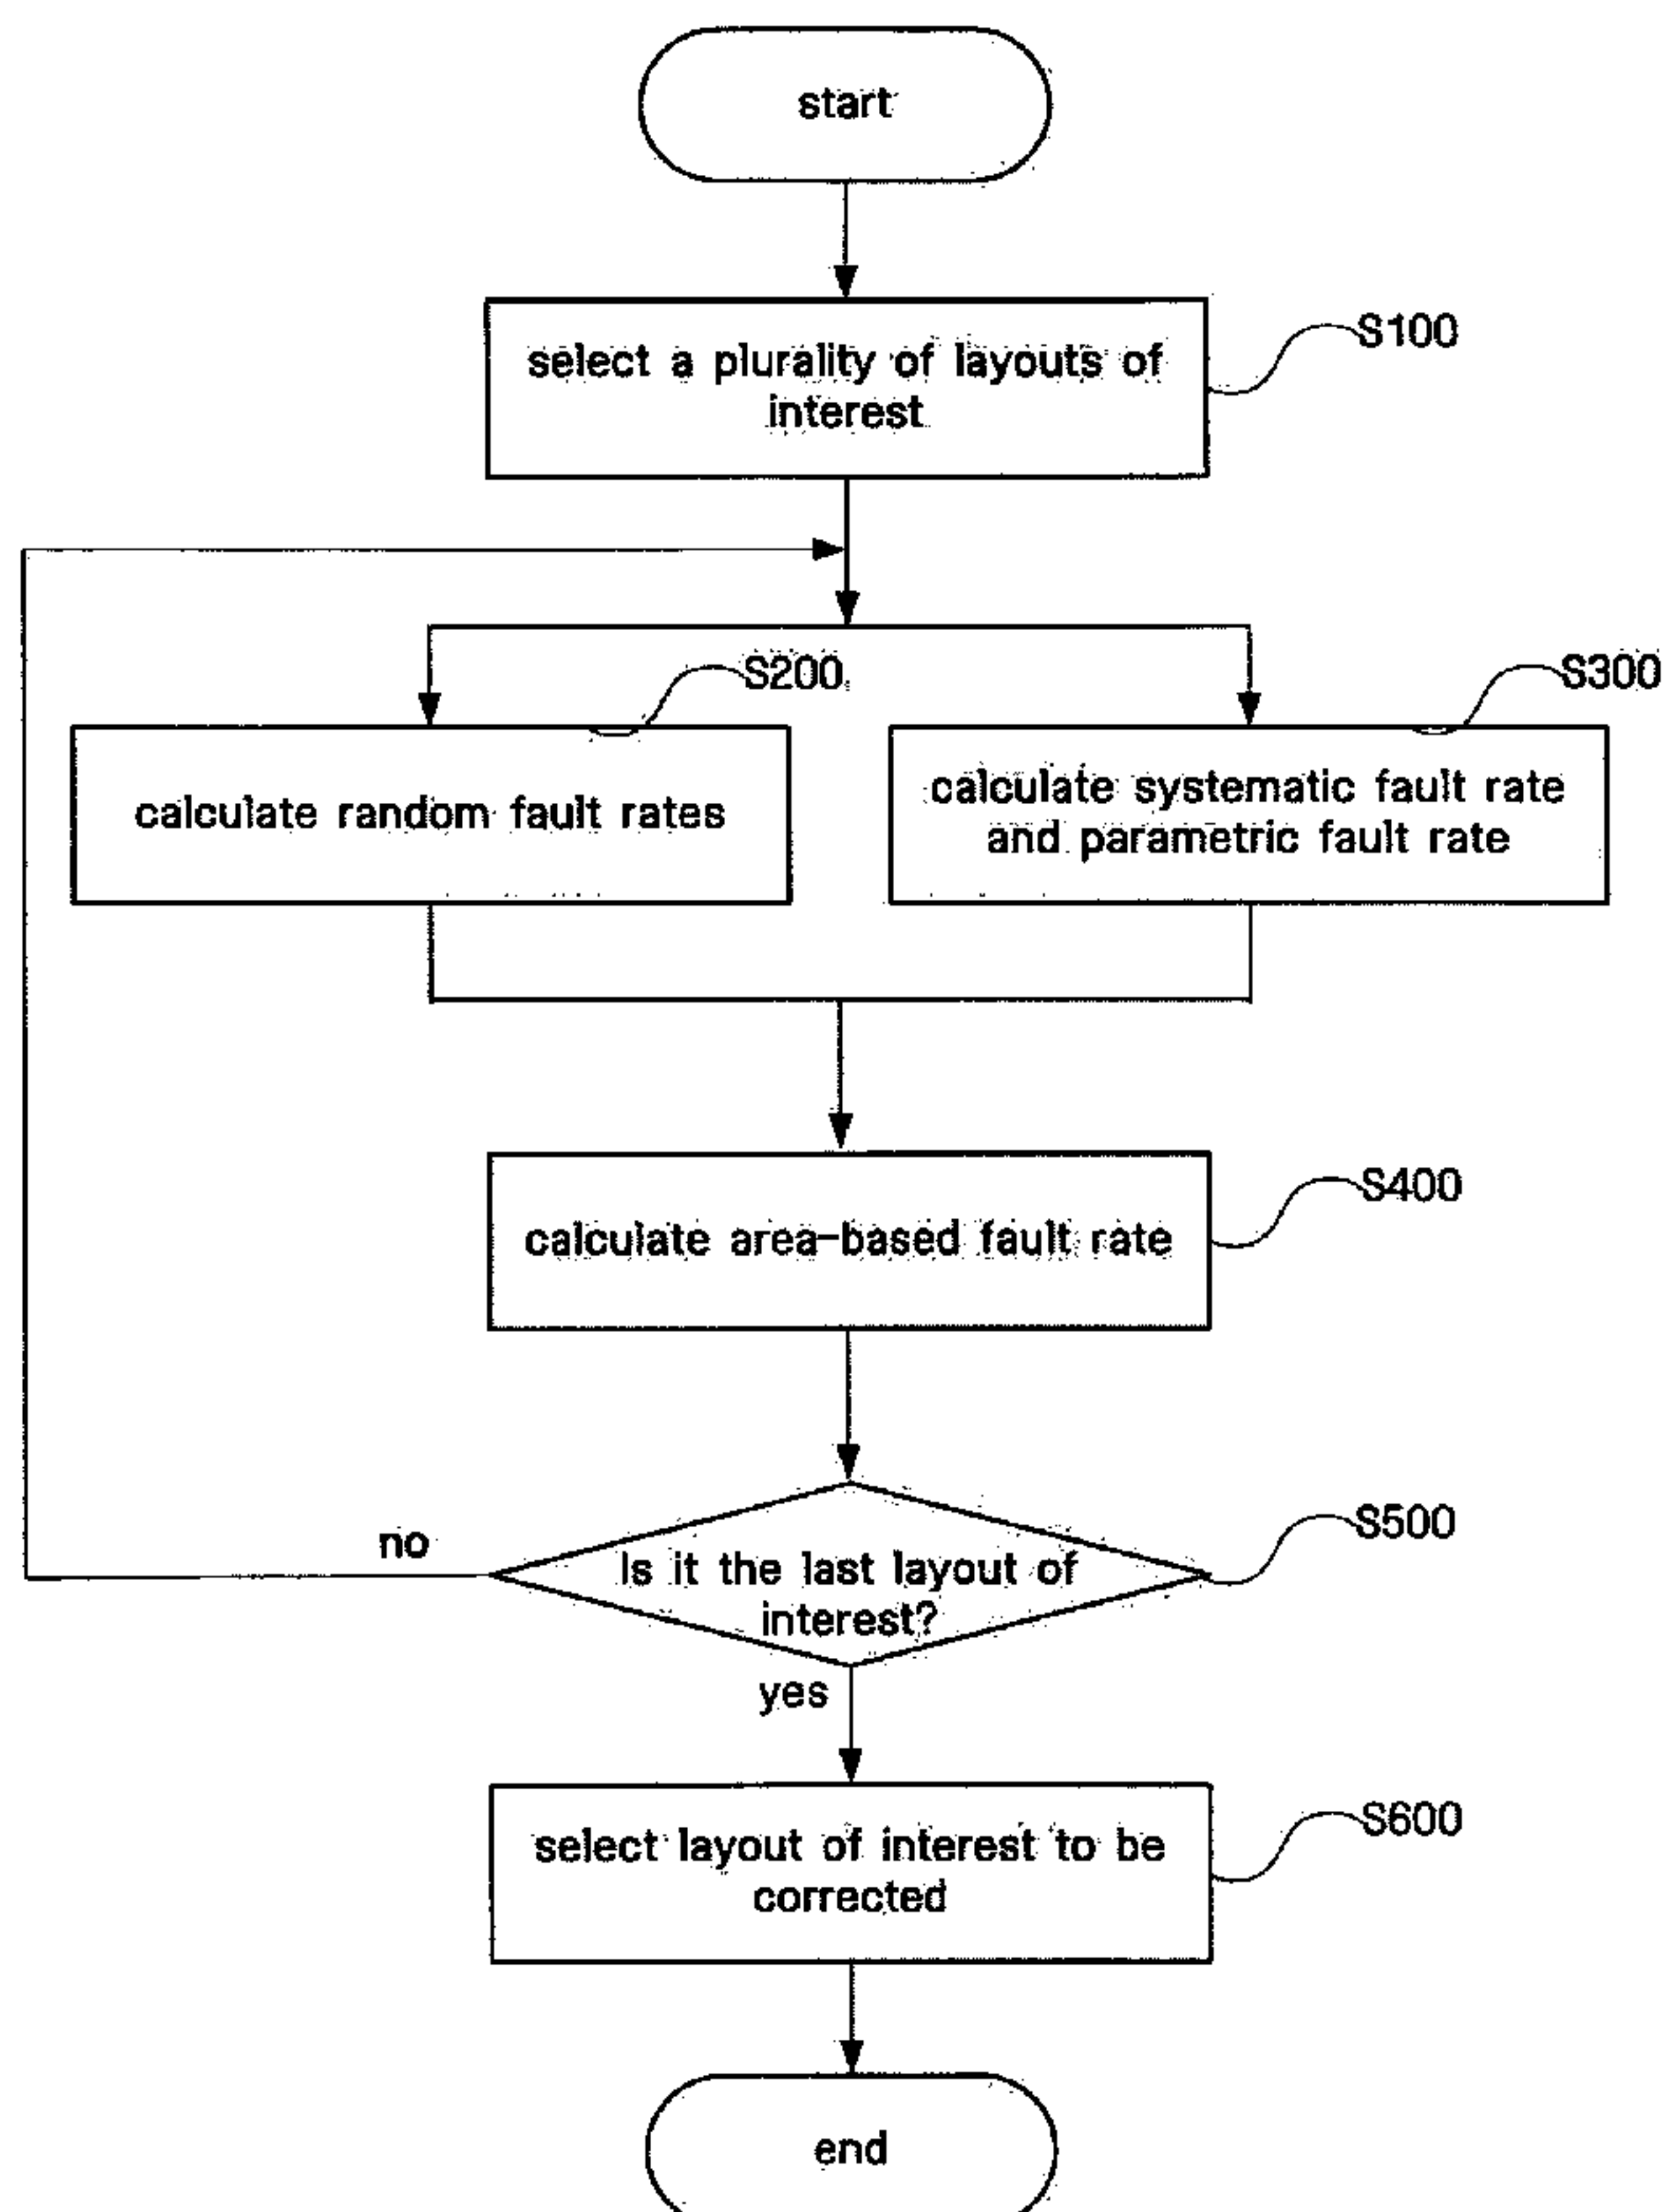 start
S100
select a plurality of layouts of
interest
S200
S300
calculate random fault rates
calculate systematic fault rate
and parametric fault rate
S400
calculate area-based fault rate
S500
no
Is it the last layout of
interest?
yes
S600
select layout of interest to be
corrected
end